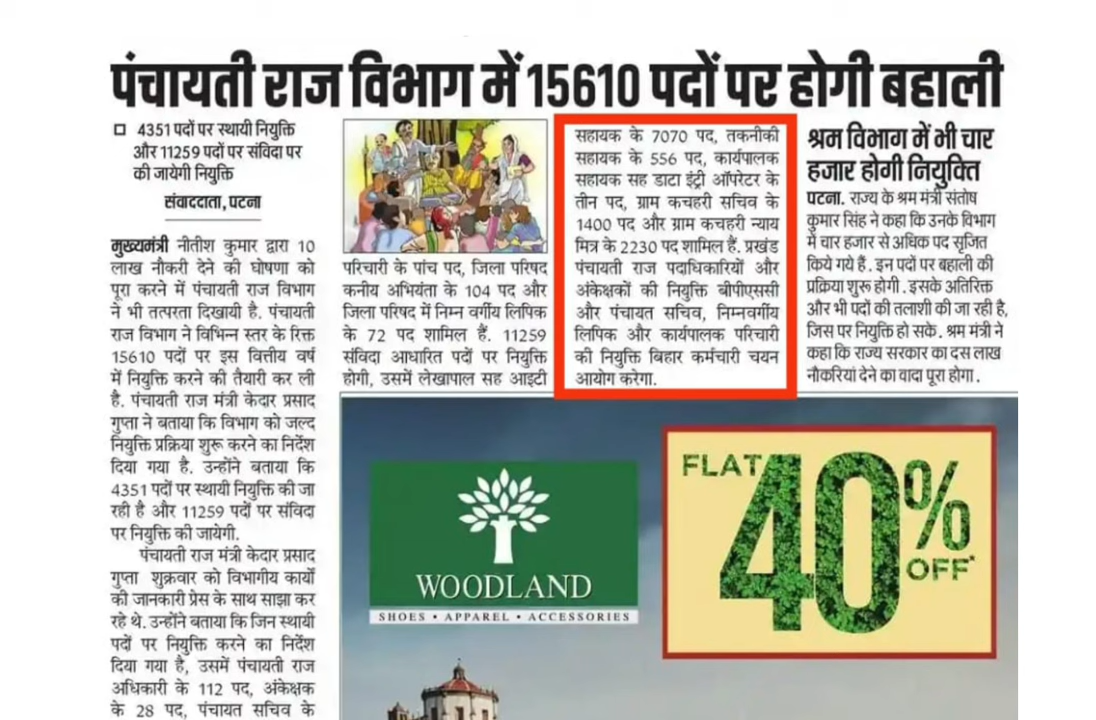 पंचायती राज विभाग में 15610 पदों पर होगी बहाली
4351 पदों पर स्थायी नियुक्ति
और 11259 पदों पर संविदा पर
की जायेगी नियुक्ति
संवाददाता, पटना
मुख्यमंत्री नीतीश कुमार द्वारा 10
लाख नौकरी देने की घोषणा को
पूरा करने में पंचायती राज विभाग
ने भी तत्परता दिखायी है. पंचायती
राज विभाग ने विभिन्न स्तर के रिक्त
15610 पदों पर इस वित्तीय वर्ष
में नियुक्ति करने की तैयारी कर ली
है. पंचायती राज मंत्री केदार प्रसाद
गुप्ता ने बताया कि विभाग को जल्द
नियुक्ति प्रक्रिया शुरू करने का निर्देश
दिया गया है. उन्होंने बताया कि
4351 पदों पर स्थायी नियुक्ति की जा
रही है और 11259 पदों पर संविदा
पर नियुक्ति की जायेगी.
पंचायती राज मंत्री केदार प्रसाद
गुप्ता शुक्रवार को विभागीय कार्यों
की जानकारी प्रेस के साथ साझा कर
रहे थे. उन्होंने बताया कि जिन स्थायी
पदों पर नियुक्ति करने का निर्देश
दिया गया है, उसमें पंचायती राज
अधिकारी के 112 पद, अंकेक्षक
के 28 पद, पंचायत सचिव के
परिचारी के पांच पद, जिला परिषद
कनीय अभियंता के 104 पद और
जिला परिषद में निम्न वर्गीय लिपिक
के 72 पद शामिल हैं. 11259
संविदा आधारित पदों पर नियुक्ति
होगी, उसमें लेखापाल सह आइटी
सहायक के 7070 पद, तकनीकी
सहायक के 556 पद, कार्यपालक
सहायक सह डाटा इंट्री ऑपरेटर के
तीन पद, ग्राम कचहरी सचिव के
1400 पद और ग्राम कचहरी न्याय
मित्र के 2230 पद शामिल हैं. प्रखंड
पंचायती राज पदाधिकारियों और
अंकेक्षकों की नियुक्ति बीपीएससी
और पंचायत सचिव, निम्नवर्गीय
लिपिक और कार्यपालक परिचारी
की नियुक्ति बिहार कर्मचारी चयन
आयोग करेगा.
श्रम विभाग में भी चार
हजार होगी नियुक्ति
पटना. राज्य के श्रम मंत्री संतोष
कुमार सिंह ने कहा कि उनके विभाग
में चार हजार से अधिक पद सृजित
किये गये हैं. इन पदों पर बहाली की
प्रक्रिया शुरू होगी. इसके अतिरिक्त
और भी पदों की तलाश की जा रही है,
जिस पर नियुक्ति हो सके. श्रम मंत्री ने
कहा कि राज्य सरकार का दस लाख
नौकरियां देने का वादा पूरा होगा.
WOODLAND
SHOES • APPAREL • ACCESSORIES
FLAT
40%
OFF*